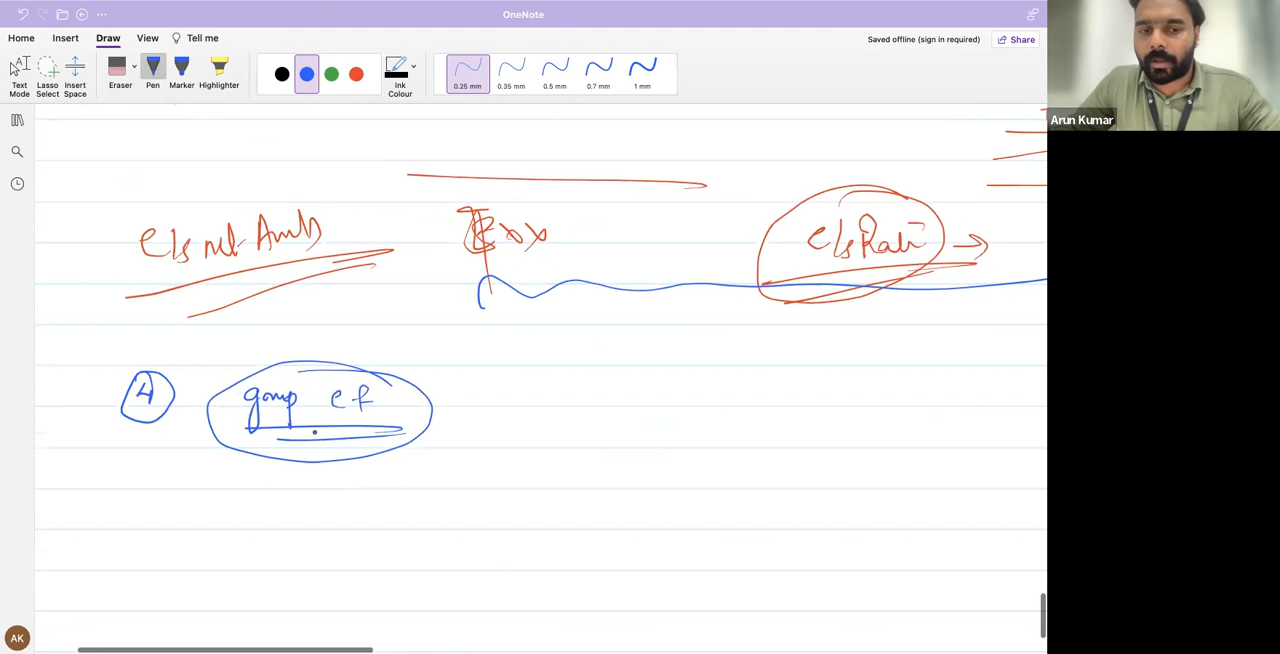 OneNote
Home Insert Draw View Tell me
Saved offline (sign in required) Share
Text Mode
Lasso Select
Insert Space
Eraser
Pen
Marker
Highlighter
Ink Colour
0.25 mm 0.35 mm 0.5 mm 0.7 mm 1 mm
Arun Kumar
xx
4
AK